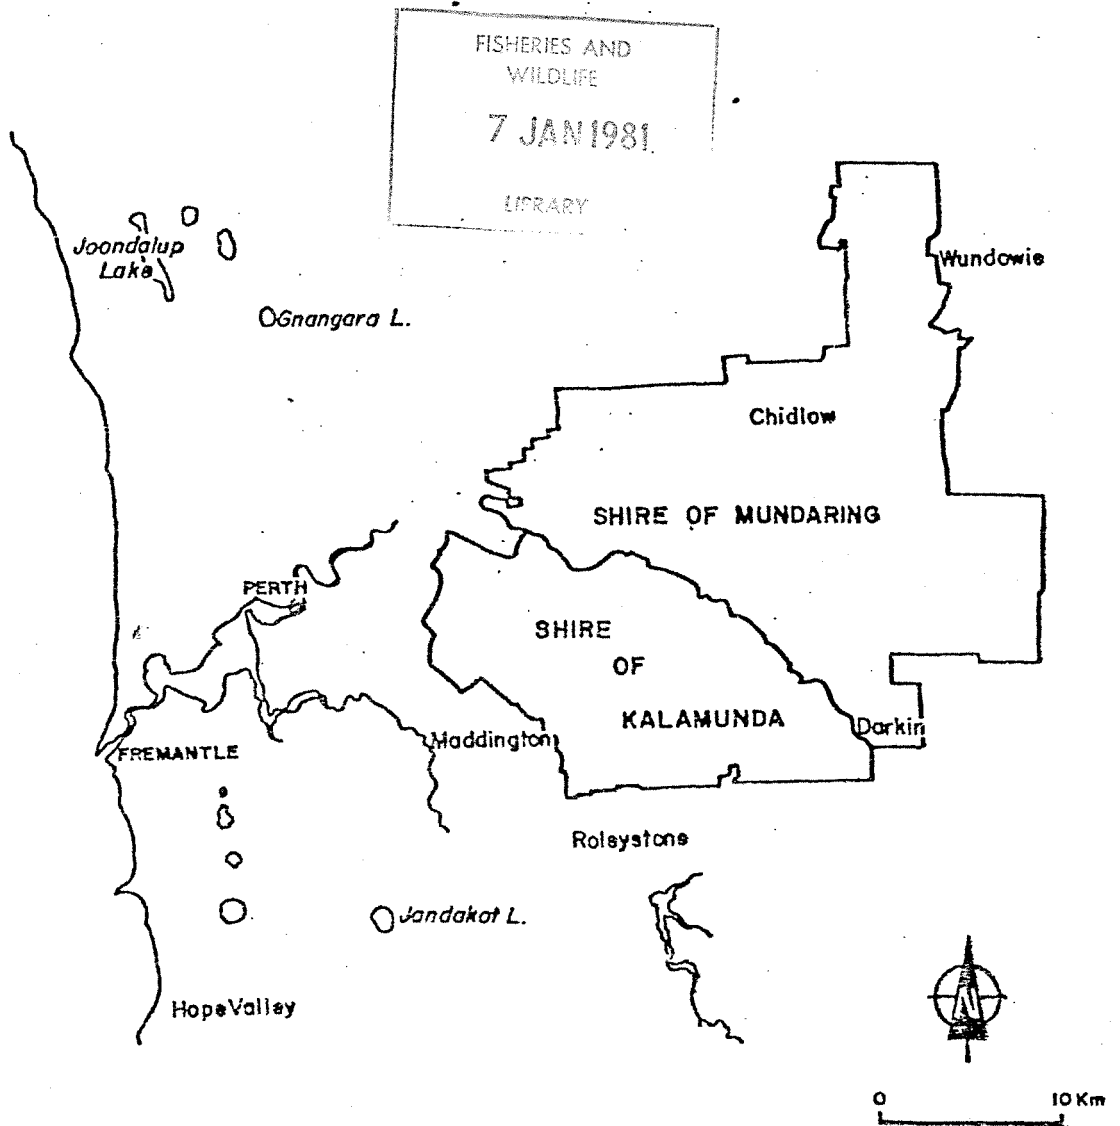 FISHERIES AND
WILDLIFE
7 JAN 1981
LIBRARY
Joondalup
Lake
Gnangara L.
Wundowie
Chidlow
SHIRE OF MUNDARING
PERTH
SHIRE
OF
KALAMUNDA
Darkin
Maddington
FREMANTLE
Roleystone
Jandakot L.
Hope Valley
N
0 10 Km